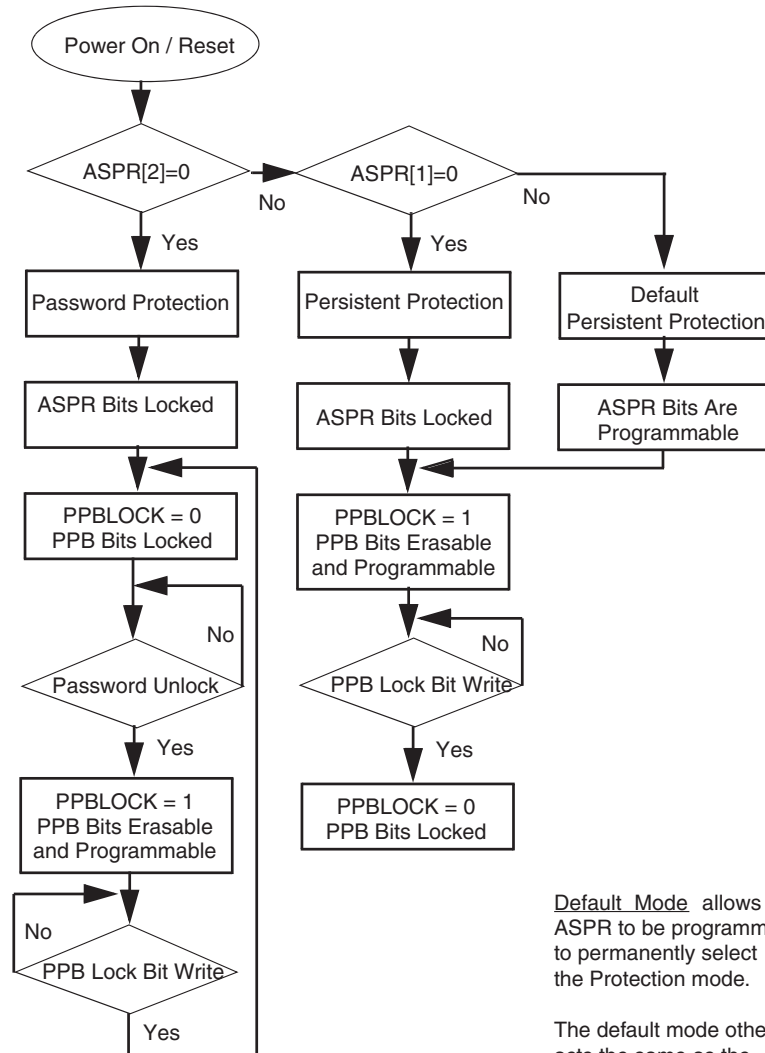 Power On / Reset
ASPR[2]=0
No
ASPR[1]=0
No
Yes
Yes
Password Protection
Persistent Protection
Default
Persistent Protection
ASPR Bits Locked
ASPR Bits Locked
ASPR Bits Are
Programmable
PPBLOCK = 0
PPB Bits Locked
PPBLOCK = 1
PPB Bits Erasable
and Programmable
No
Password Unlock
No
PPB Lock Bit Write
Yes
Yes
PPBLOCK = 1
PPB Bits Erasable
and Programmable
PPBLOCK = 0
PPB Bits Locked
No
PPB Lock Bit Write
Yes
Default Mode allows
ASPR to be programm
to permanently select
the Protection mode.
The default mode othe
acts the same as the